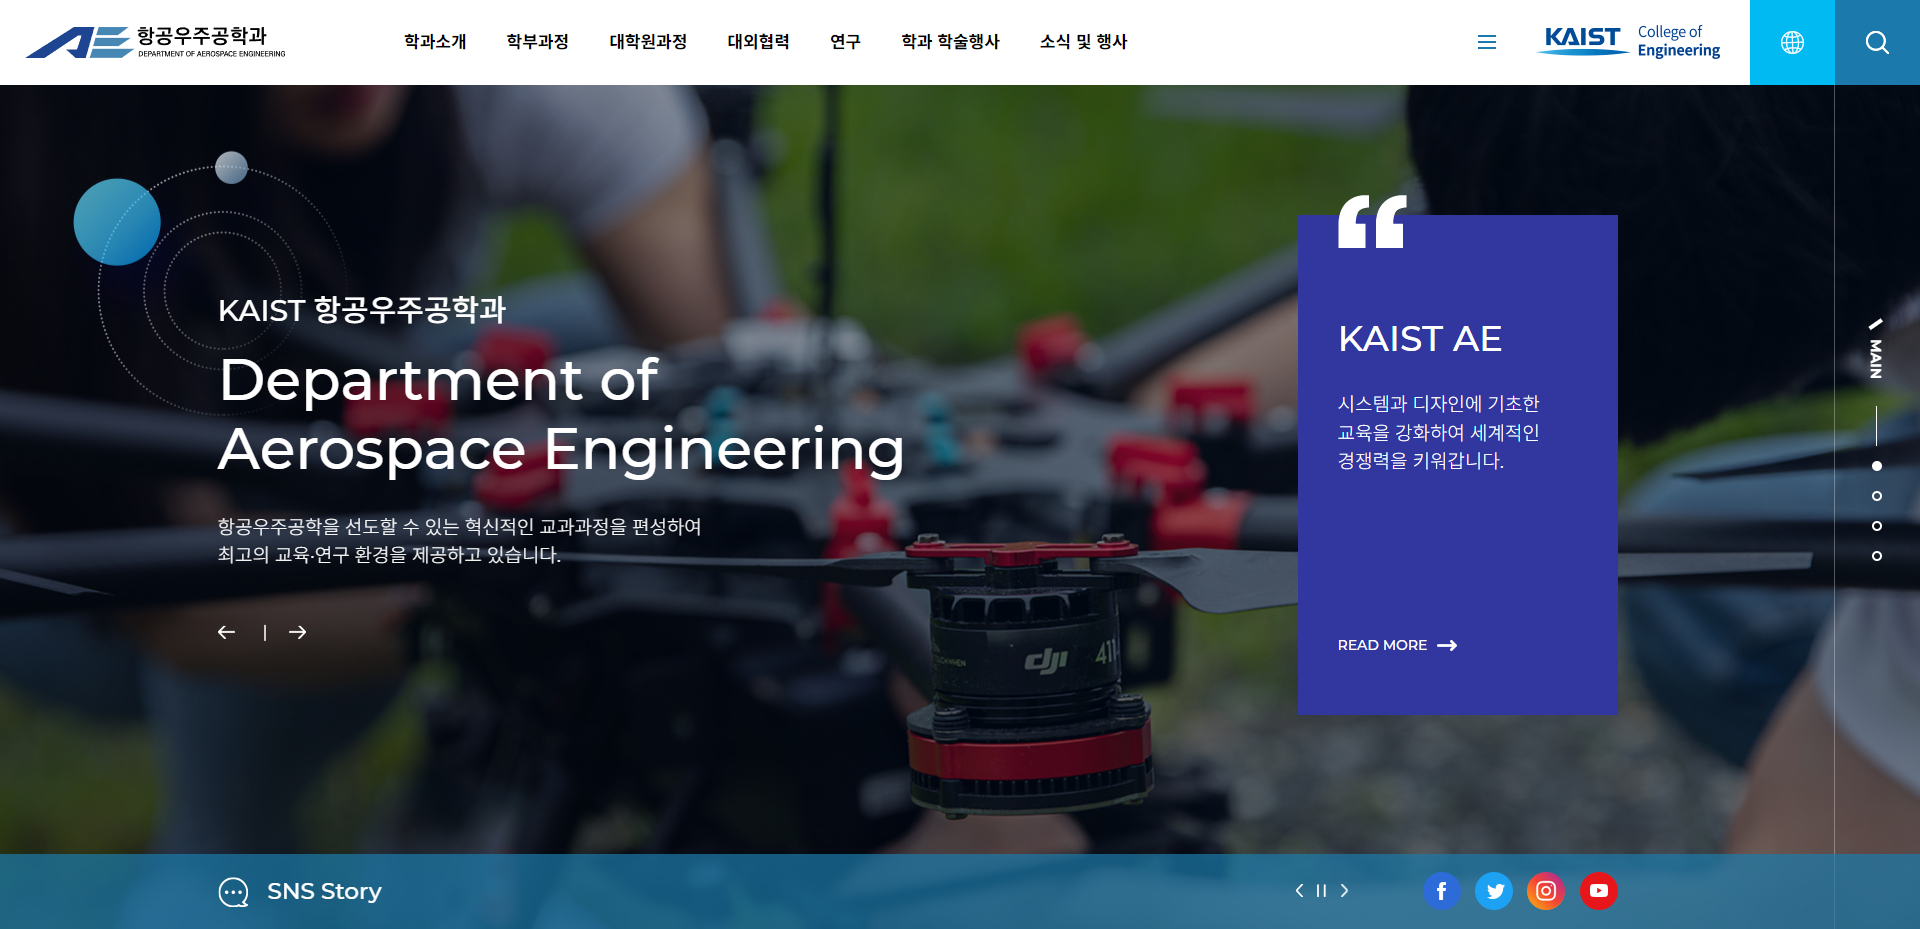 항공우주공학과
DEPARTMENT OF AEROSPACE ENGINEERING
학과소개
학부과정
대학원과정
대외협력
연구
학과 학술행사
소식 및 행사
KAIST
College of
Engineering
KAIST 항공우주공학과
Department of
Aerospace Engineering
항공우주공학을 선도할 수 있는 혁신적인 교과과정을 편성하여
최고의 교육·연구 환경을 제공하고 있습니다.
KAIST AE
시스템과 디자인에 기초한
교육을 강화하여 세계적인
경쟁력을 키워갑니다.
READ MORE
MAIN
dji
411
SNS Story